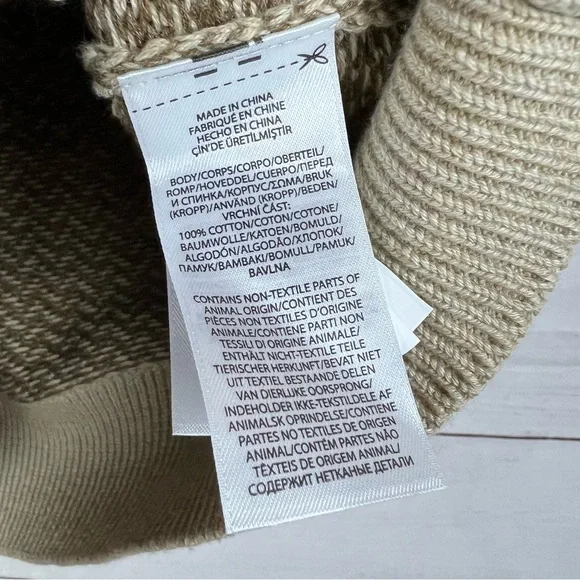 MADE IN CHINA
FABRIQUÉ EN CHINE
HECHO EN CHINA
ÇİN'DE ÜRETİLMİŞTİR
BODY/CORPS/CORPO/OBERTEIL/
ROMP/HOVEDDEL/CUERPO/ПЕРЕД
И СПИНКА/КОРПУС/ΣΩΜΑ/BRUK
(KROPP)/ANVÄND (KROPP)/BEDEN/
VRCHNÍ ČÁST:
100% COTTON/COTON/COTONE/
BAUMWOLLE/KATOEN/BOMULD/
ALGODÓN/ALGODÃO/ХЛОПОК/
ПАМУК/ΒΑΜΒΑΚΙ/BOMULL/PAMUK/
BAVLNA
CONTAINS NON-TEXTILE PARTS OF
ANIMAL ORIGIN/CONTIENT DES
PIÈCES NON TEXTILES D'ORIGINE
ANIMALE/CONTIENE PARTI NON
TESSILI DI ORIGINE ANIMALE/
ENTHÄLT NICHT-TEXTILE TEILE
TIERISCHER HERKUNFT/BEVAT NIET
UIT TEXTIEL BESTAANDE DELEN
VAN DIERLIJKE OORSPRONG/
INDEHOLDER IKKE-TEKSTILDELE AF
ANIMALSK OPRINDELSE/CONTIENE
PARTES NO TEXTILES DE ORIGEN
ANIMAL/CONTÉM PARTES NÃO
TÊXTEIS DE ORIGEM ANIMAL/
СОДЕРЖИТ НЕТКАНЫЕ ДЕТАЛИ